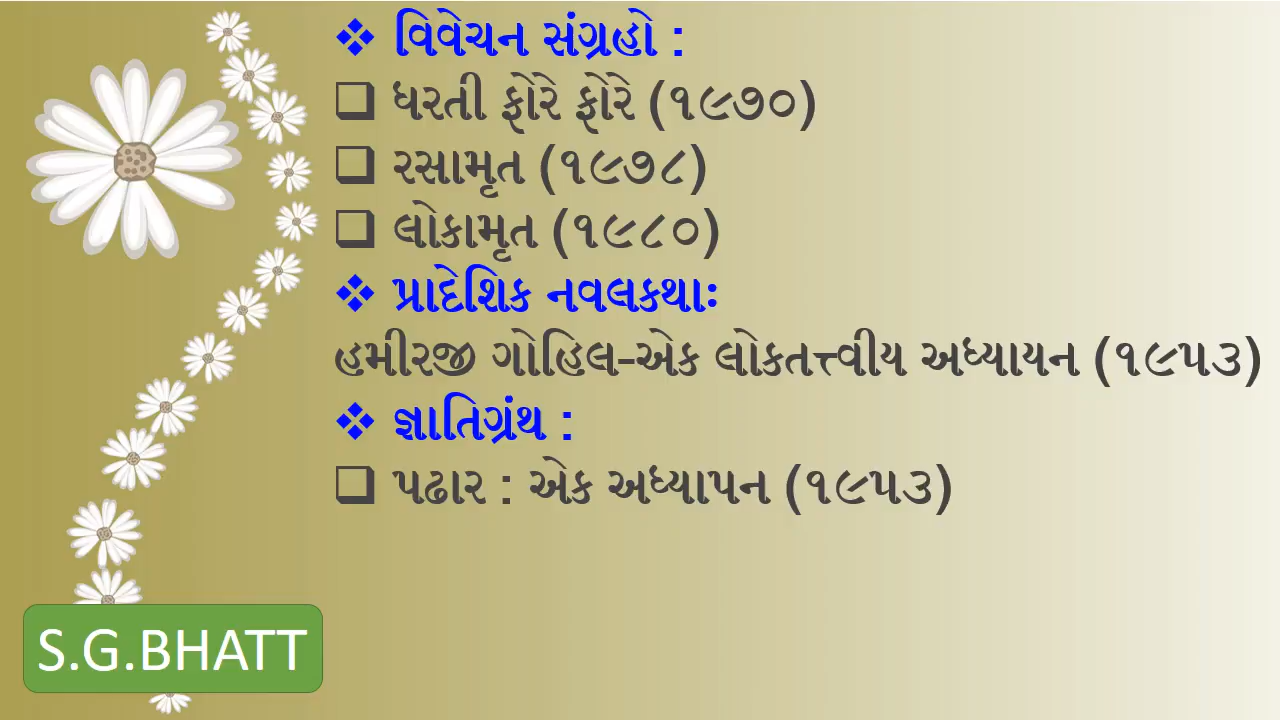 ❖ વિવેચન સંગ્રહો :
❑ ધરતી ફોરે ફોરે (૧૯૭૦)
❑ રસામૃત (૧૯૭૮)
❑ લોકામૃત (૧૯૮૦)
❖ પ્રાદેશિક નવલકથાઃ
હમીરજી ગોહિલ-એક લોકતત્ત્વીય અધ્યાયન (૧૯૫૩)
❖ જ્ઞાતિગ્રંથ :
❑ પઢાર : એક અધ્યાપન (૧૯૫૩)
S.G.BHATT